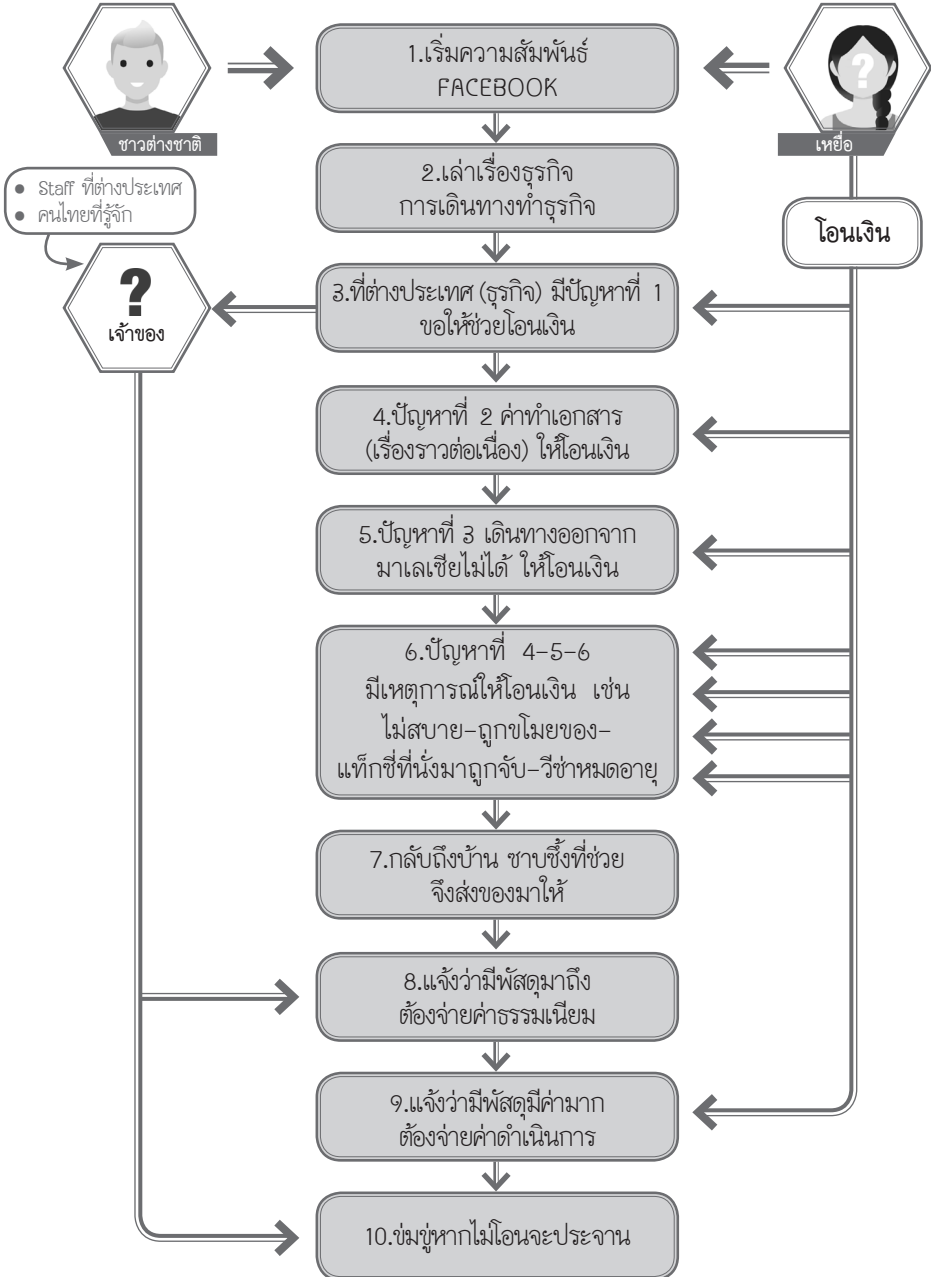 1.เริ่มความสัมพันธ์
FACEBOOK
?
ชาวต่างชาติ
เหยื่อ
2.เล่าเรื่องธุรกิจ
การเดินทางทำธุรกิจ
● Staff ที่ต่างประเทศ
● คนไทยที่รู้จัก
โอนเงิน
?
เจ้าของ
3.ที่ต่างประเทศ (ธุรกิจ) มีปัญหาที่ 1
ขอให้ช่วยโอนเงิน
4.ปัญหาที่ 2 ค่าทำเอกสาร
(เรื่องราวต่อเนื่อง) ให้โอนเงิน
5.ปัญหาที่ 3 เดินทางออกจาก
มาเลเซียไม่ได้ ให้โอนเงิน
6.ปัญหาที่ 4-5-6
มีเหตุการณ์ให้โอนเงิน เช่น
ไม่สบาย-ถูกขโมยของ-
แท็กซี่ที่นั่งมาถูกจับ-วีซ่าหมดอายุ
7.กลับถึงบ้าน ซาบซึ้งที่ช่วย
จึงส่งของมาให้
8.แจ้งว่ามีพัสดุมาถึง
ต้องจ่ายค่าธรรมเนียม
9.แจ้งว่ามีพัสดุมีค่ามาก
ต้องจ่ายค่าดำเนินการ
10.ข่มขู่หากไม่โอนจะประจาน